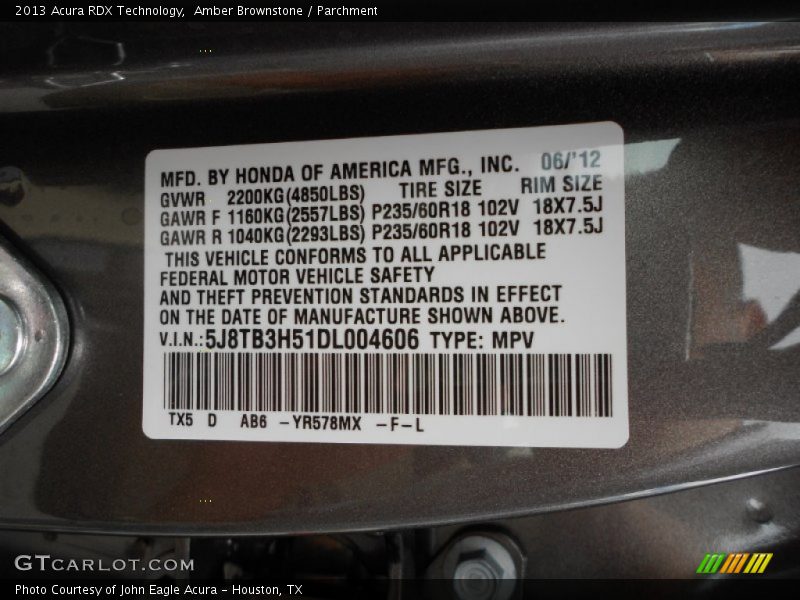 2013 Acura RDX Technology, Amber Brownstone / Parchment
MFD. BY HONDA OF AMERICA MFG., INC. 06/'12
GVWR 2200KG(4850LBS) TIRE SIZE RIM SIZE
GAWR F 1160KG(2557LBS) P235/60R18 102V 18X7.5J
GAWR R 1040KG(2293LBS) P235/60R18 102V 18X7.5J
THIS VEHICLE CONFORMS TO ALL APPLICABLE
FEDERAL MOTOR VEHICLE SAFETY
AND THEFT PREVENTION STANDARDS IN EFFECT
ON THE DATE OF MANUFACTURE SHOWN ABOVE.
V.I.N.:5J8TB3H51DL004606 TYPE: MPV
TX5 D AB6 -YR578MX -F-L
GTCARLOT.COM
Photo Courtesy of John Eagle Acura - Houston, TX